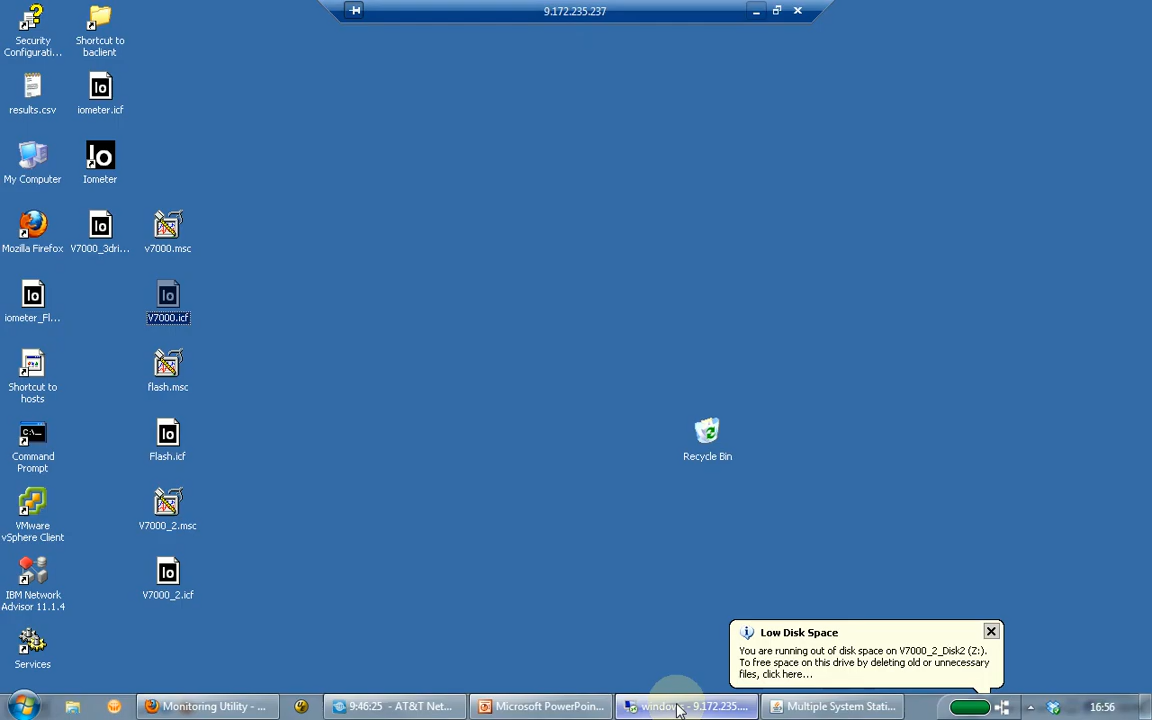 9.172.235.237
Security
Configurati...
Shortcut to
baclient
results.csv
iometer.icf
My Computer
Iometer
Mozilla Firefox
V7000_3dri...
v7000.msc
iometer_Fl...
V7000.icf
Shortcut to
hosts
flash.msc
Command
Prompt
Flash.icf
Recycle Bin
VMware
vSphere Client
V7000_2.msc
IBM Network
Advisor 11.1.4
V7000_2.icf
Services
Low Disk Space
You are running out of disk space on V7000_2_Disk2 (Z:).
To free space on this drive by deleting old or unnecessary
files, click here...
Monitoring Utility - ...
9:46:25 - AT&T Net...
Microsoft PowerPoin...
windows - 9.172.235....
Multiple System Stati...
16:56